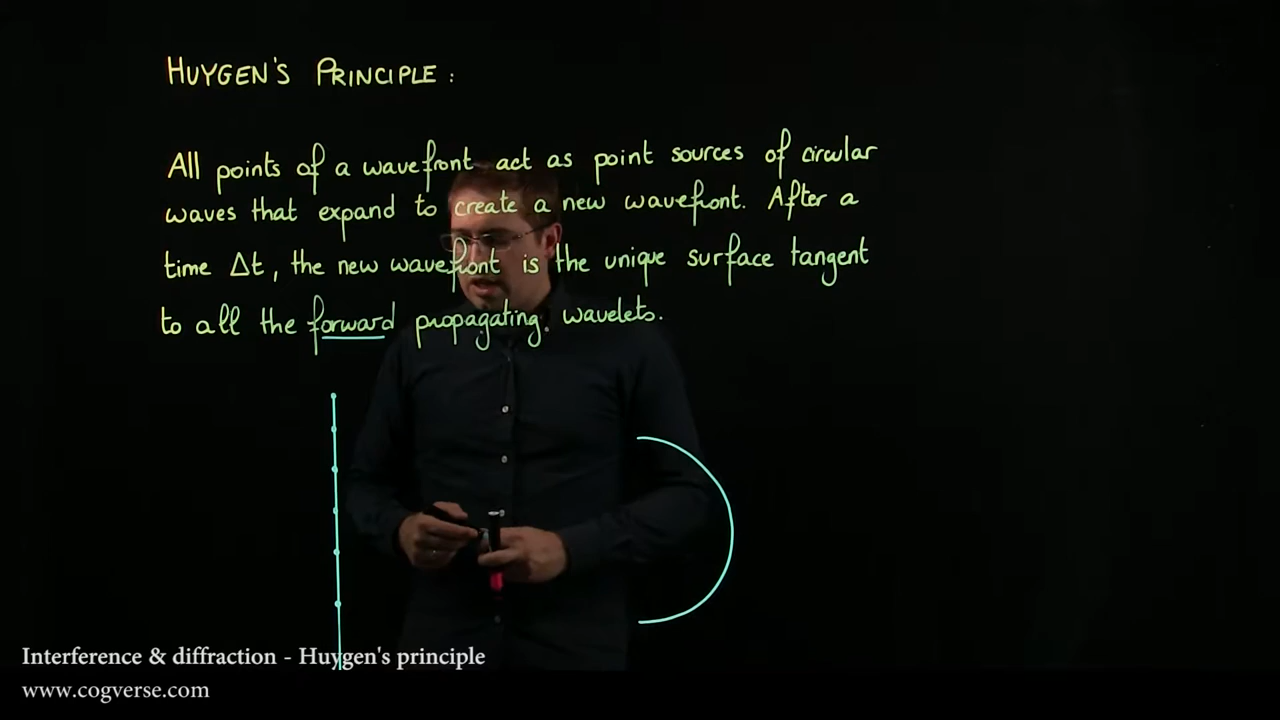 HUYGEN'S PRINCIPLE :
All points of a wavefront act as point sources of circular
waves that expand to create a new wavefront. After a
time Δt, the new wavefront is the unique surface tangent
to all the forward propagating wavelets.
Interference & diffraction - Huygen's principle
www.cogverse.com